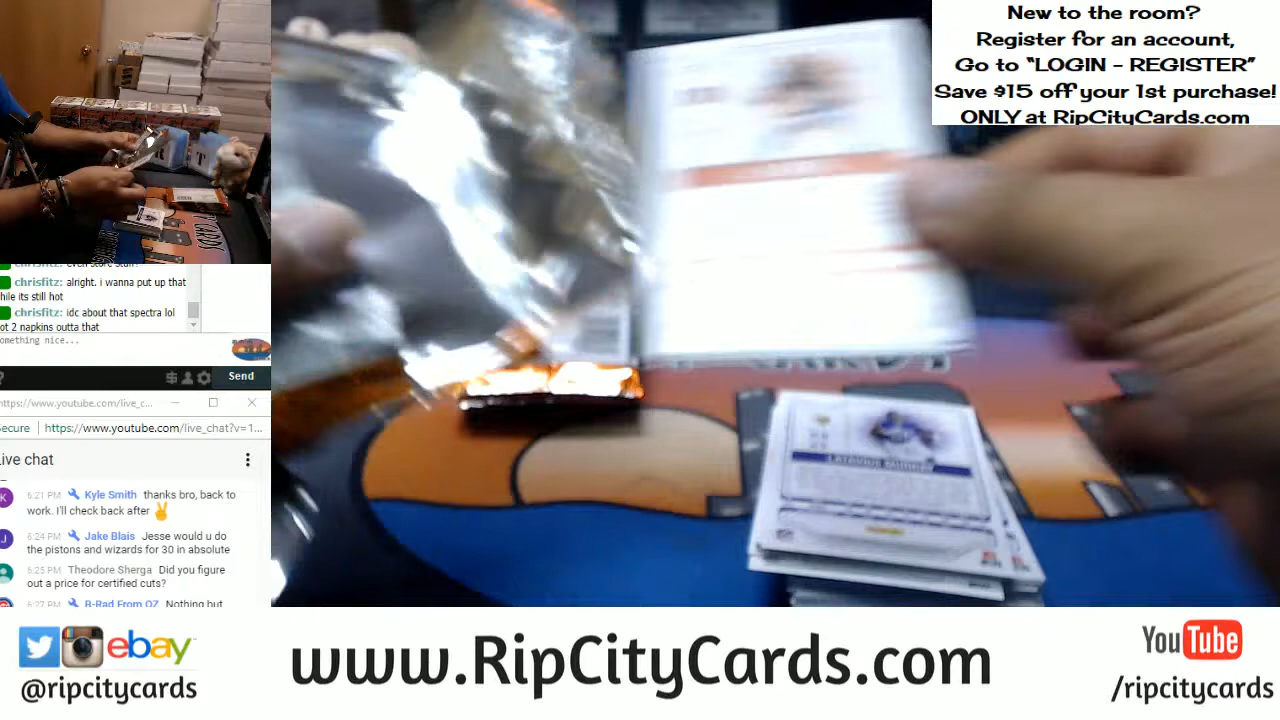 New to the room?
Register for an account,
Go to “LOGIN - REGISTER”
Save $15 off your 1st purchase!
ONLY at RipCityCards.com
chrisfitz: even store stuff?
chrisfitz: alright. i wanna put up that
hile its still hot
chrisfitz: idc about that spectra lol
ot 2 napkins outta that
omething nice...
Send
https://www.youtube.com/live_c...
Secure
https://www.youtube.com/live_chat?v=1...
Live chat
6:21 PM Kyle Smith thanks bro, back to
work. I'll check back after
6:24 PM Jake Blais Jesse would u do
the pistons and wizards for 30 in absolute
6:25 PM Theodore Sherga Did you figure
out a price for certified cuts?
6:27 PM B-Rad From OZ Nothing but
LATAVIUS MURRAY
ebay
@ripcitycards
www.RipCityCards.com
YouTube
/ripcitycards